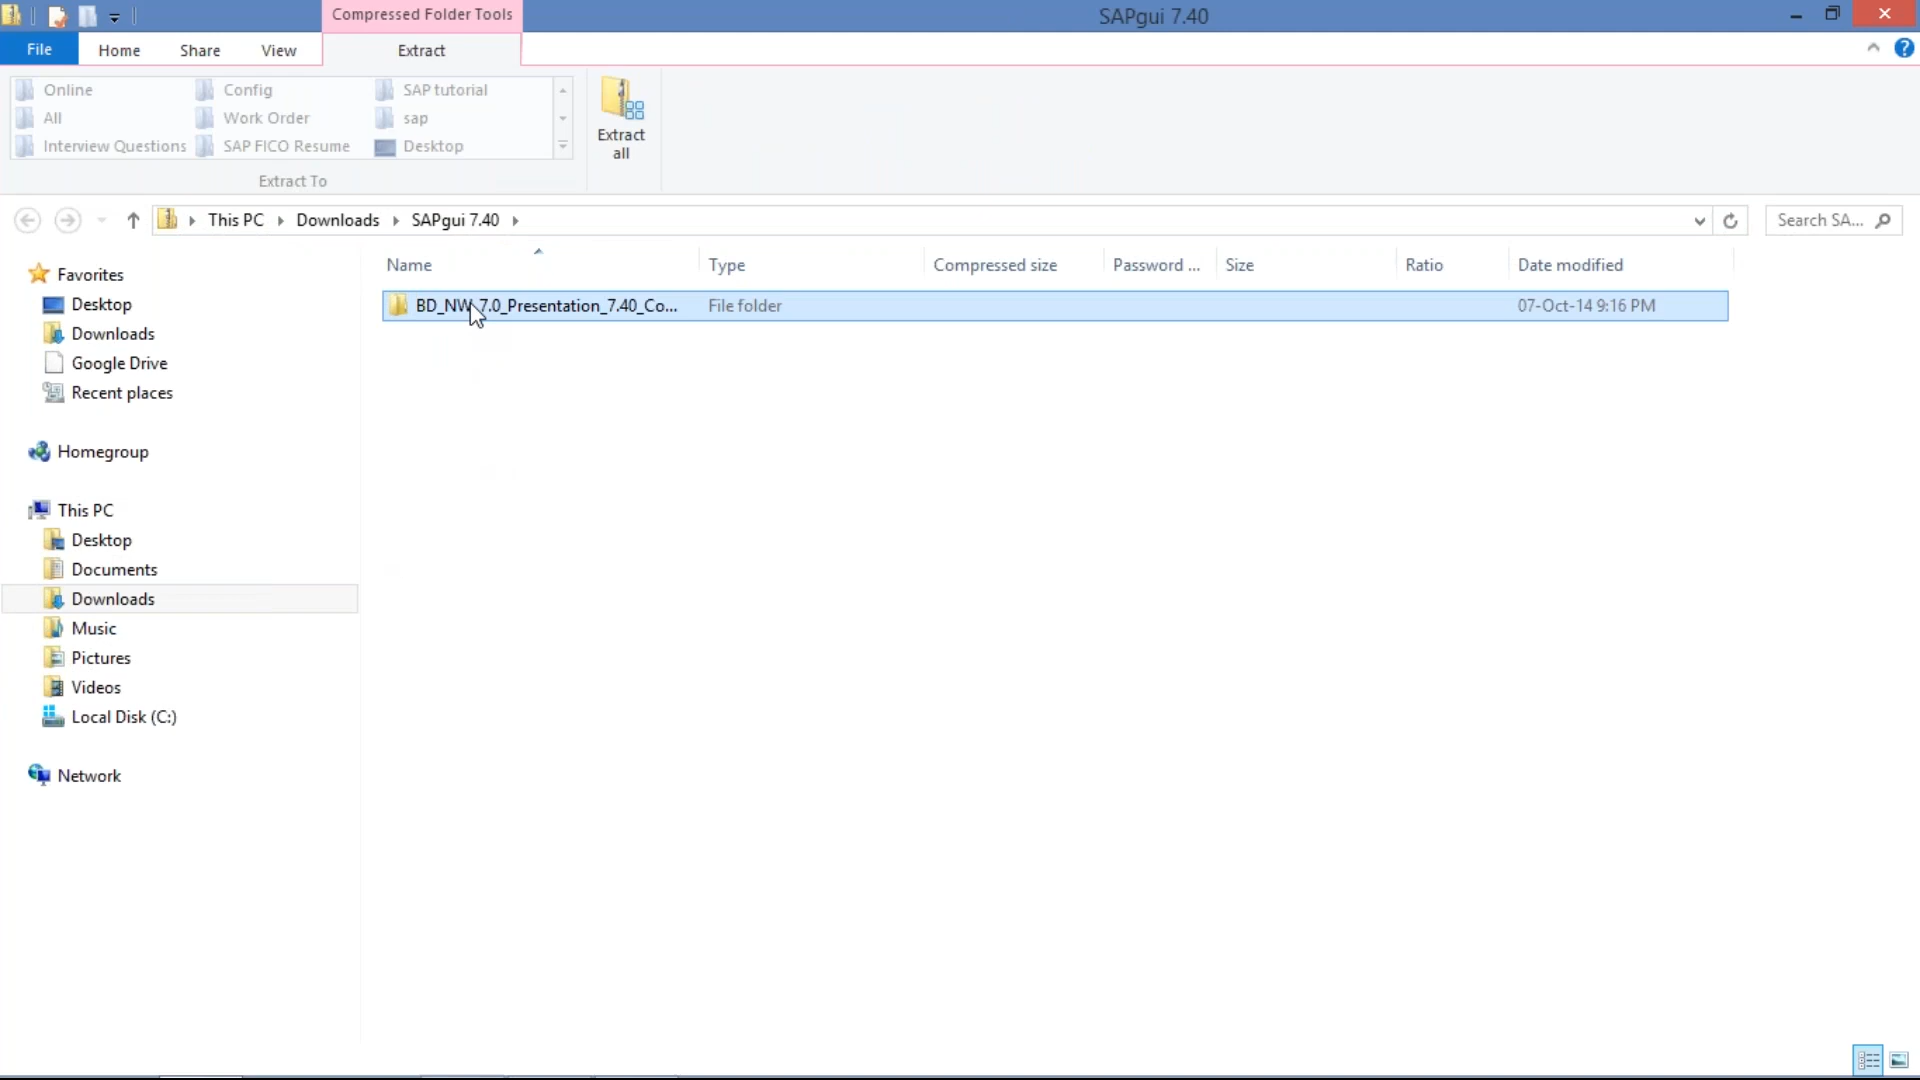 Compressed Folder Tools
SAPgui 7.40
File Home Share View Extract
Online Config SAP tutorial
All Work Order sap
Interview Questions SAP FICO Resume Desktop
Extract To
Extract
all
This PC Downloads SAPgui 7.40
Search SA...
Name Type Compressed size Password ... Size Ratio Date modified
BD_NW_7.0_Presentation_7.40_Co... File folder 07-Oct-14 9:16 PM
Favorites
Desktop
Downloads
Google Drive
Recent places
Homegroup
This PC
Desktop
Documents
Downloads
Music
Pictures
Videos
Local Disk (C:)
Network